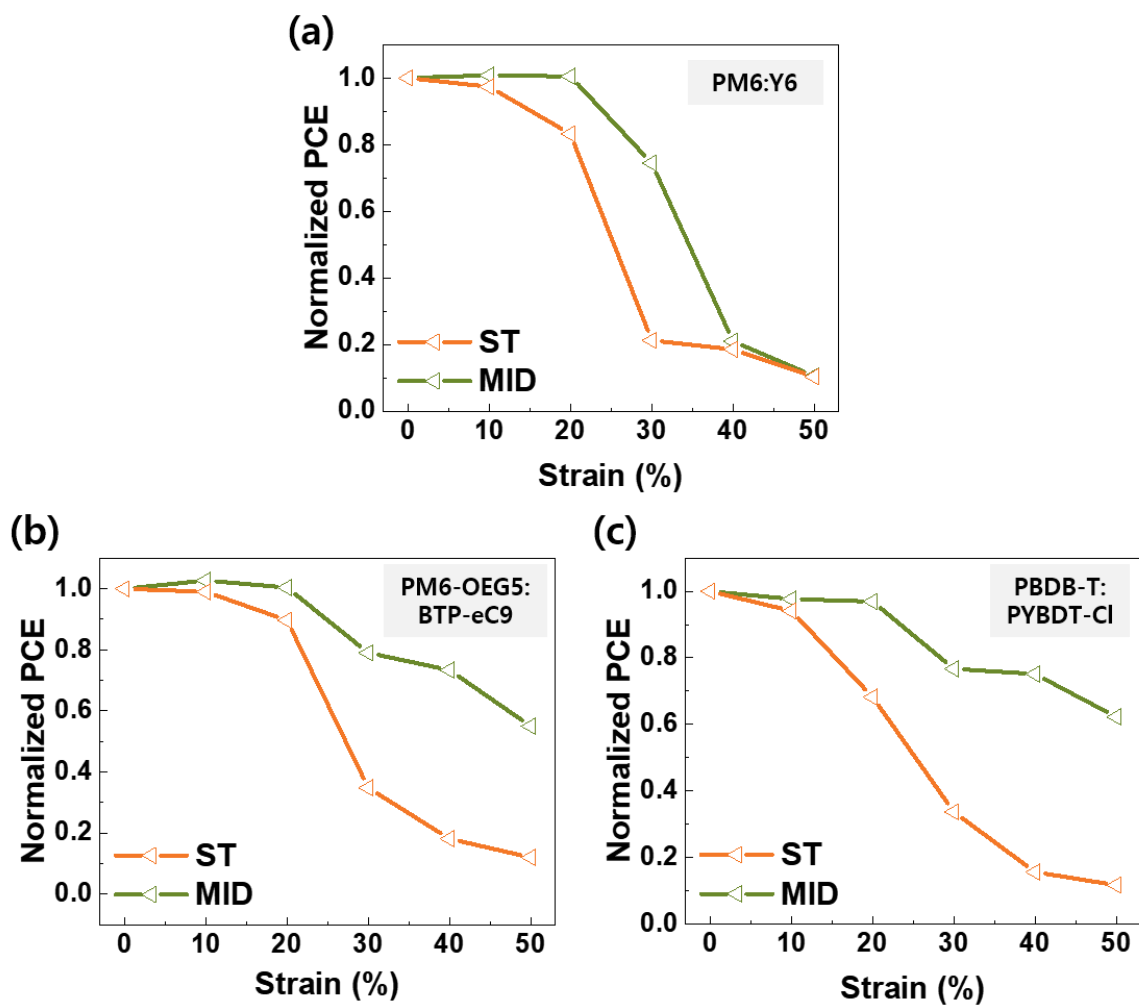 (a)
PM6:Y6
Normalized PCE
1.0
0.8
0.6
0.4
0.2
0.0
ST
MID
0 10 20 30 40 50
Strain (%)
(b)
PM6-OEG5:
BTP-eC9
Normalized PCE
1.0
0.8
0.6
0.4
0.2
0.0
ST
MID
0 10 20 30 40 50
Strain (%)
(c)
PBDB-T:
PYBDT-Cl
Normalized PCE
1.0
0.8
0.6
0.4
0.2
0.0
ST
MID
0 10 20 30 40 50
Strain (%)